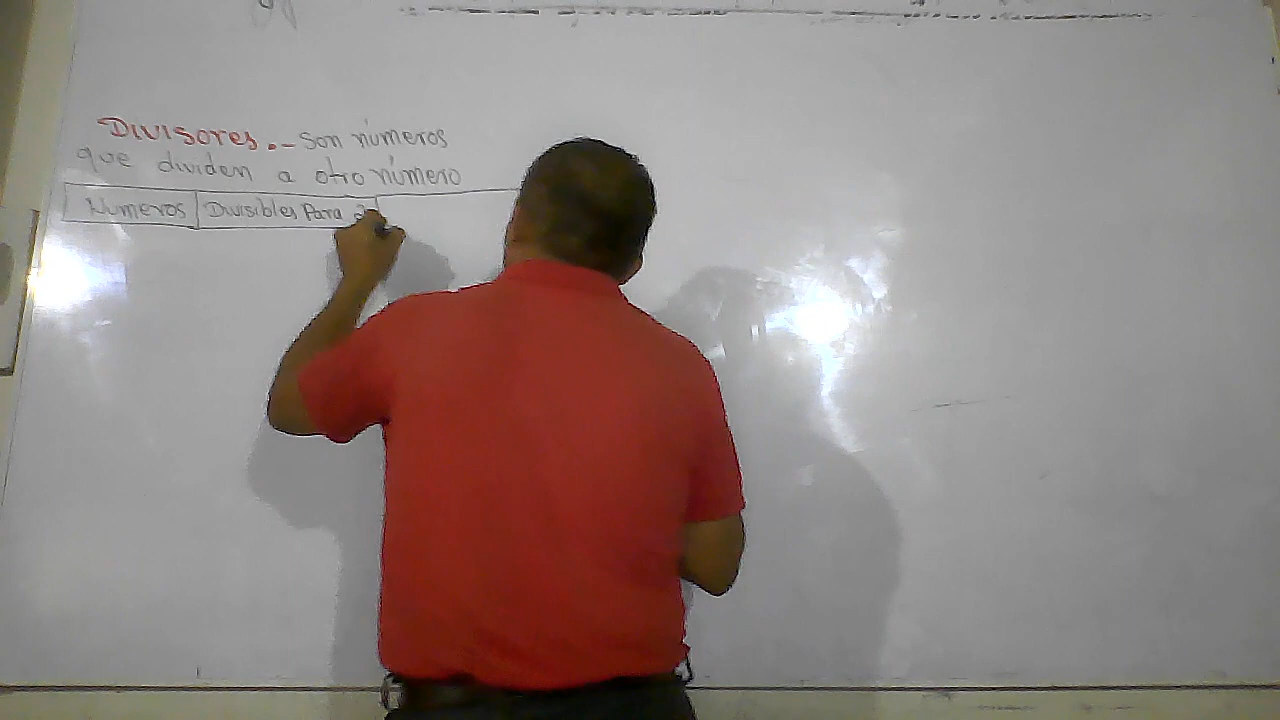 Divisores.- Son números
que dividen a otro número
Números Divisibles Para 2